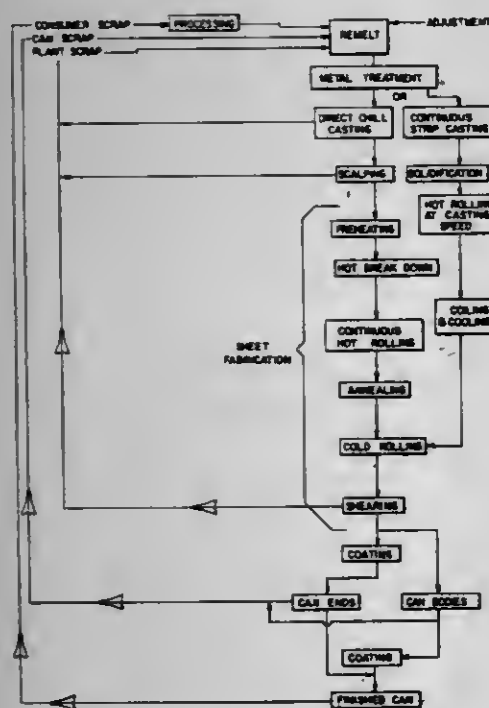 CONSUMER SCRAP
PROCESSING
CAN SCRAP
PLANT SCRAP
REMELT
ADJUSTMENT
METAL TREATMENT
OR
DIRECT CHILL
CASTING
CONTINUOUS
STRIP CASTING
SCALPING
SOLIDIFICATION
HOT ROLLING
AT CASTING
SPEED
PREHEATING
HOT BREAK DOWN
COILING
& COOLING
CONTINUOUS
HOT ROLLING
SHEET
FABRICATION
ANNEALING
COLD ROLLING
SHEARING
COATING
CAN ENDS
CAN BODIES
COATING
FINISHED CAN